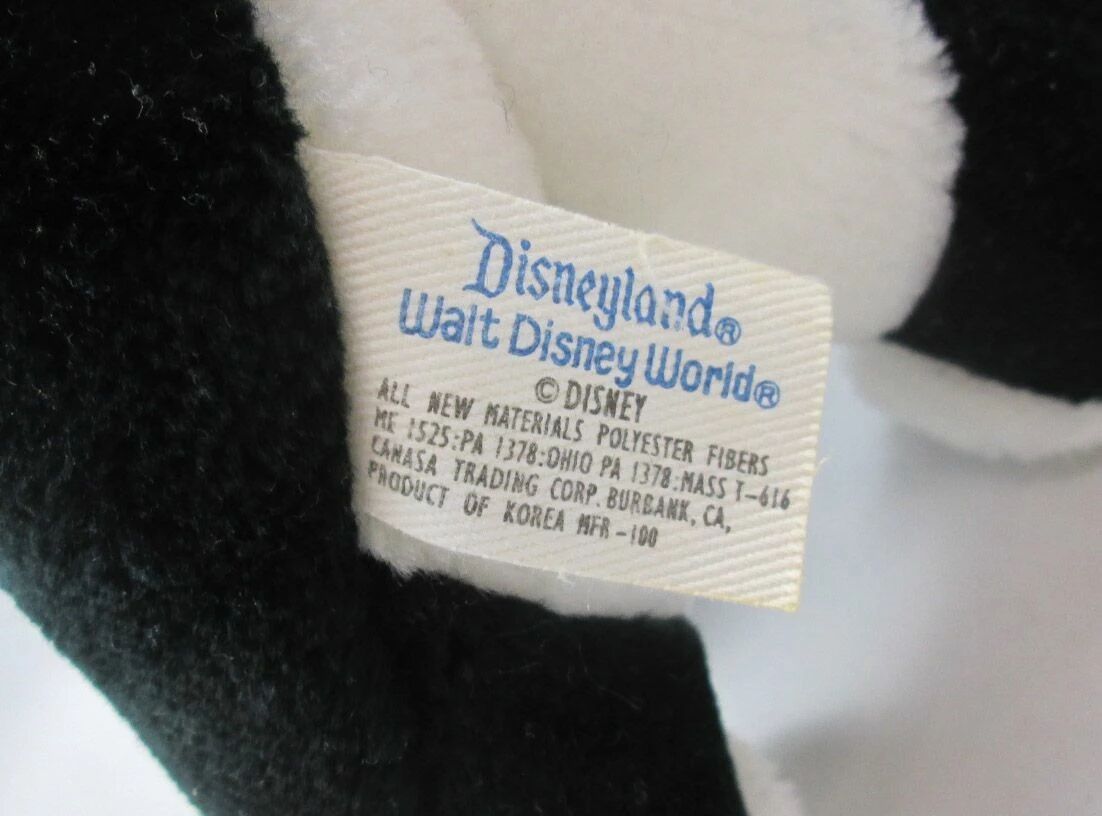 Disneyland®
Walt Disney World®
© DISNEY
ALL NEW MATERIALS POLYESTER FIBERS
ME 1525:PA 1378:OHIO PA 1378:MASS T-616
CANASA TRADING CORP. BURBANK, CA,
PRODUCT OF KOREA MFR-100